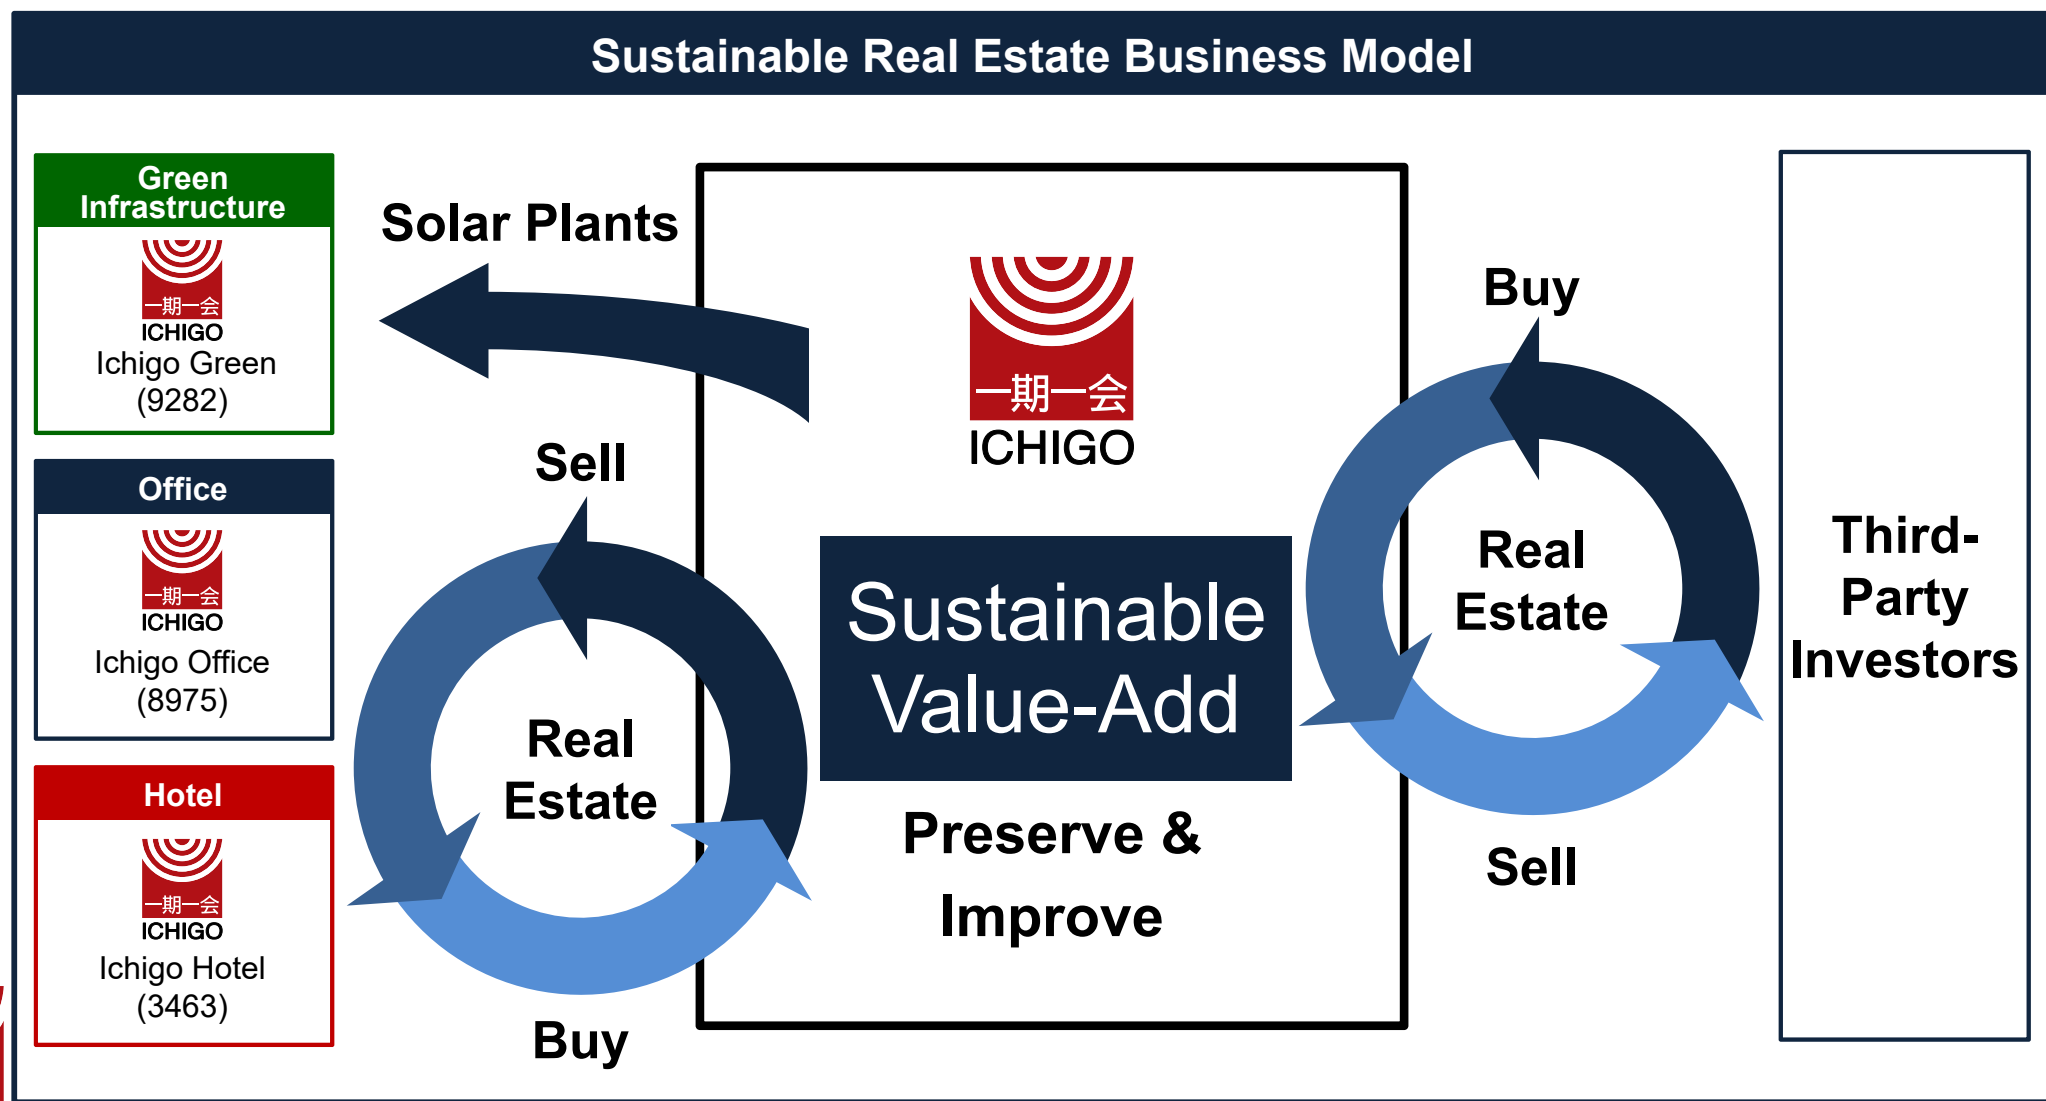 Sustainable Real Estate Business Model
Green
Infrastructure
一期一会
ICHIGO
Ichigo Green
(9282)
Office
一期一会
ICHIGO
Ichigo Office
(8975)
Hotel
一期一会
ICHIGO
Ichigo Hotel
(3463)
Solar Plants
Sell
Real
Estate
Buy
一期一会
ICHIGO
Sustainable
Value-Add
Preserve &
Improve
Buy
Real
Estate
Sell
Third-
Party
Investors